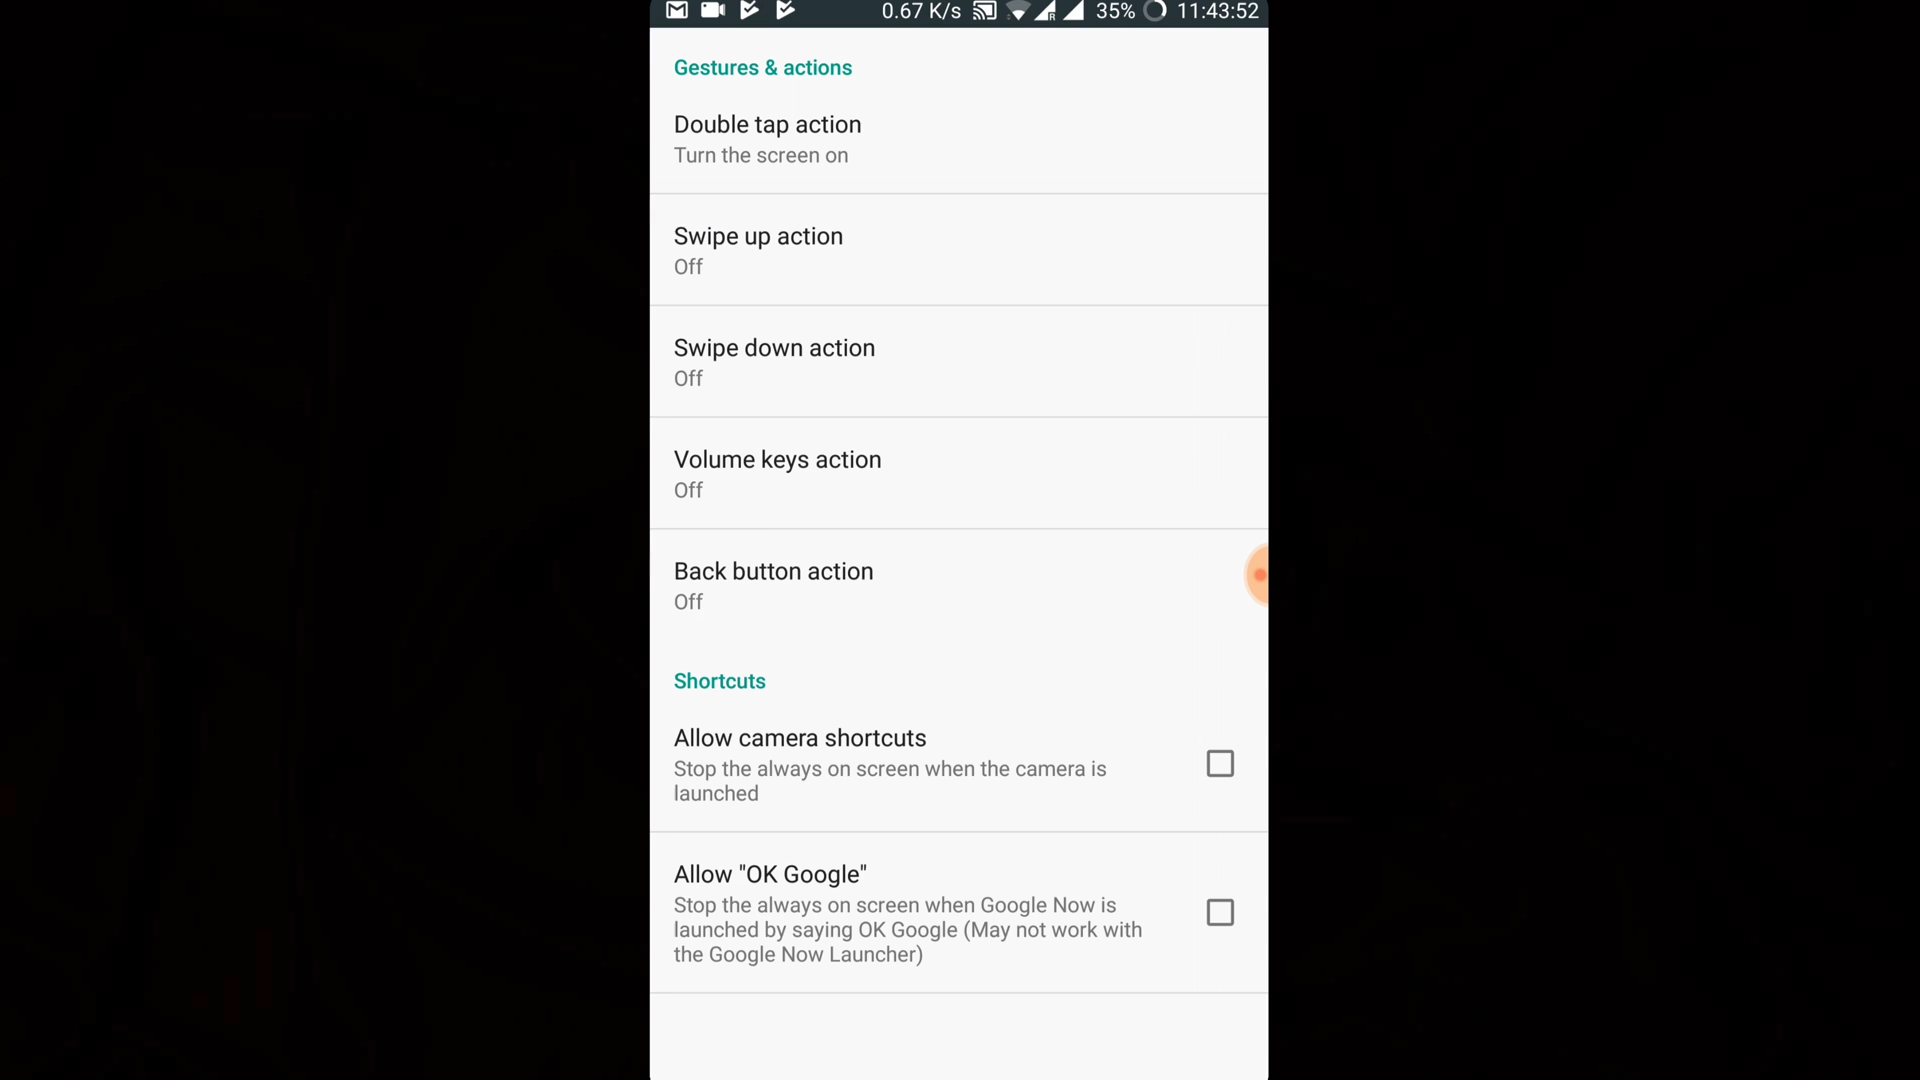 0.67 K/s 35% 11:43:52
Gestures & actions
Double tap action
Turn the screen on
Swipe up action
Off
Swipe down action
Off
Volume keys action
Off
Back button action
Off
Shortcuts
Allow camera shortcuts
Stop the always on screen when the camera is
launched
Allow "OK Google"
Stop the always on screen when Google Now is
launched by saying OK Google (May not work with
the Google Now Launcher)